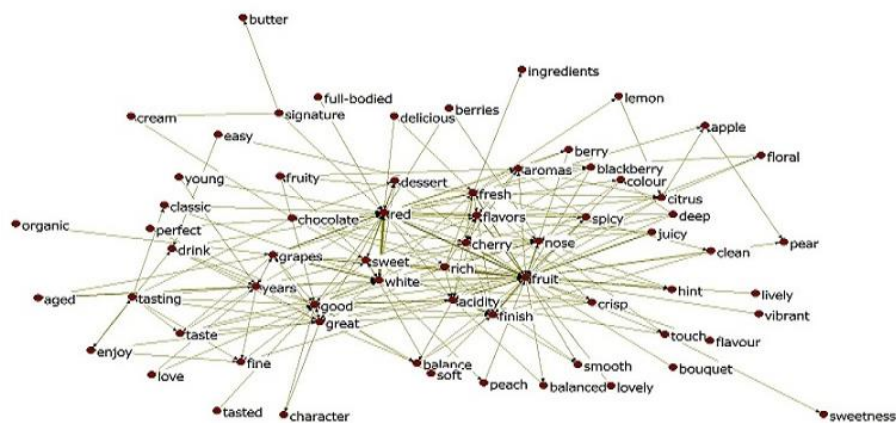 butter
ingredients
full-bodied
lemon
cream
signature
delicious
berries
easy
apple
berry
floral
young
fruity
dessert
aromas
blackberry
colour
fresh
citrus
classic
chocolate
red
flavors
spicy
deep
organic
perfect
juicy
drink
cherry
nose
clean
pear
grapes
sweet
rich
white
fruit
years
hint
lively
aged
tasting
good
acidity
crisp
vibrant
great
finish
taste
touch
flavour
enjoy
fine
balance
smooth
bouquet
love
soft
peach
balanced
lovely
tasted
character
sweetness